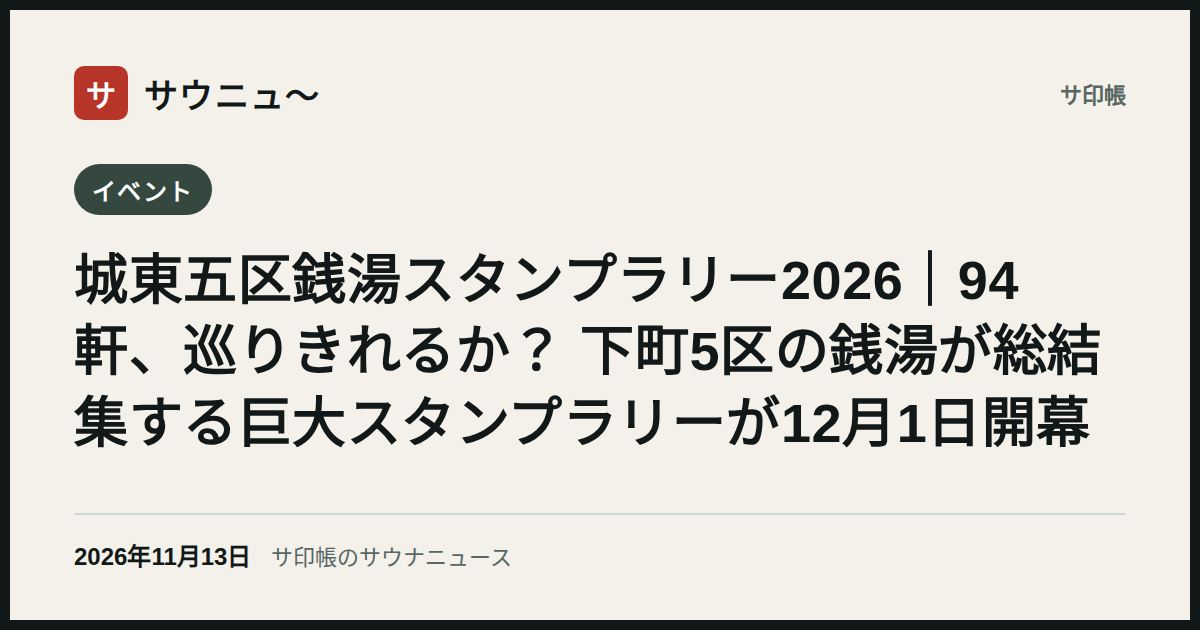 サ サウニュ〜
サ印帳
イベント
城東五区銭湯スタンプラリー2026｜94
軒、巡りきれるか？ 下町5区の銭湯が総結
集する巨大スタンプラリーが12月1日開幕
2026年11月13日 サ印帳のサウナニュース